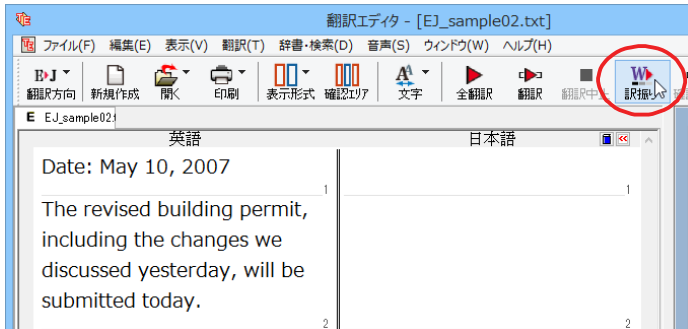 翻訳エディタ - [EJ_sample02.txt]
ファイル(F) 編集(E) 表示(V) 翻訳(T) 辞書・検索(D) 音声(S) ウィンドウ(W) ヘルプ(H)
翻訳方向 新規作成 開く 印刷 表示形式 確認エリア 文字 全翻訳 翻訳 翻訳中止 訳振り
E EJ_sample02.t
英語 日本語
Date: May 10, 2007
1 1
The revised building permit,
including the changes we
discussed yesterday, will be
submitted today.
2 2